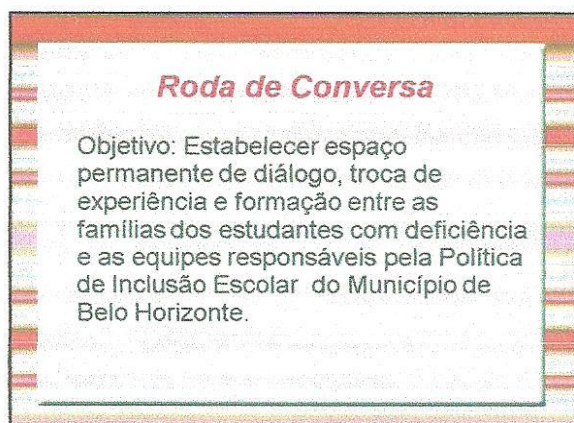 Roda de Conversa
Objetivo: Estabelecer espaço
permanente de diálogo, troca de
experiência e formação entre as
famílias dos estudantes com deficiência
e as equipes responsáveis pela Política
de Inclusão Escolar do Município de
Belo Horizonte.